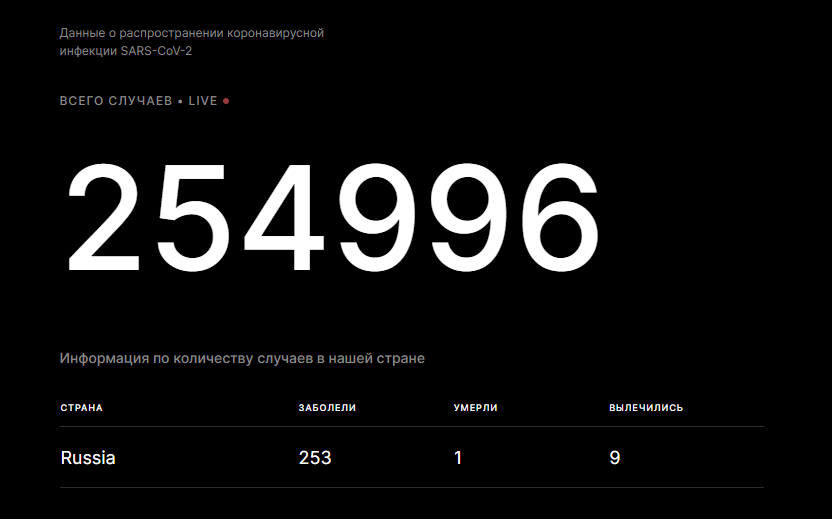 Данные о распространении коронавирусной
инфекции SARS-CoV-2
ВСЕГО СЛУЧАЕВ • LIVE
254996
Информация по количеству случаев в нашей стране
СТРАНА ЗАБОЛЕЛИ УМЕРЛИ ВЫЛЕЧИЛИСЬ
Russia 253 1 9